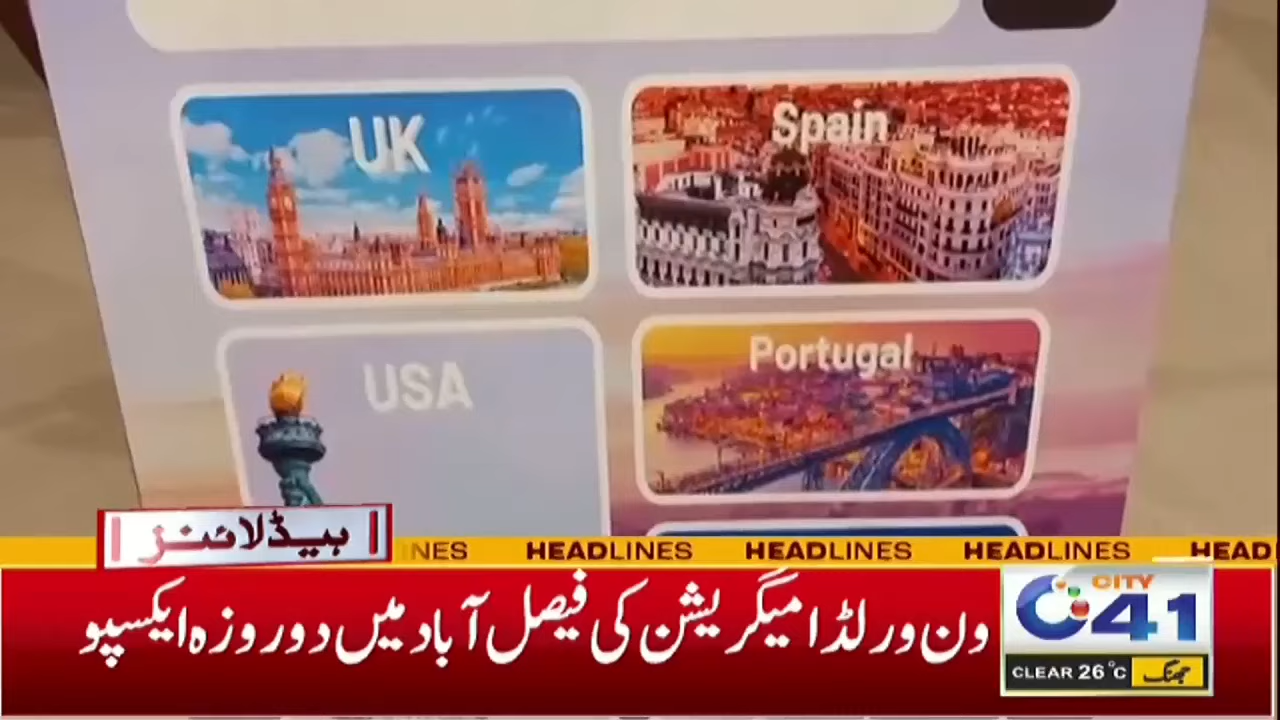 UK
Spain
USA
Portugal
ہیڈلائنز
NES HEADLINES HEADLINES HEADLINES HEAD
ون ورلڈ امیگریشن کی فیصل آباد میں دو روزہ ایکسپو
CITY
41
CLEAR 26°C جھنگ